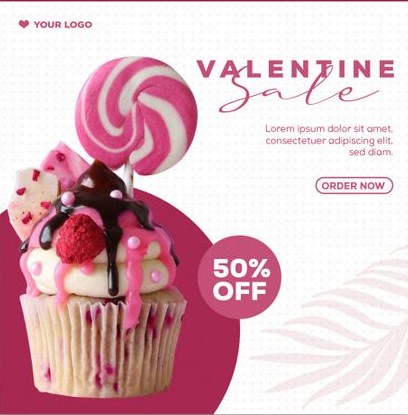 YOUR LOGO
VALENTINE
Sale
Lorem ipsum dolor sit amet,
consectetuer adipiscing elit,
sed diam.
ORDER NOW
50%
OFF